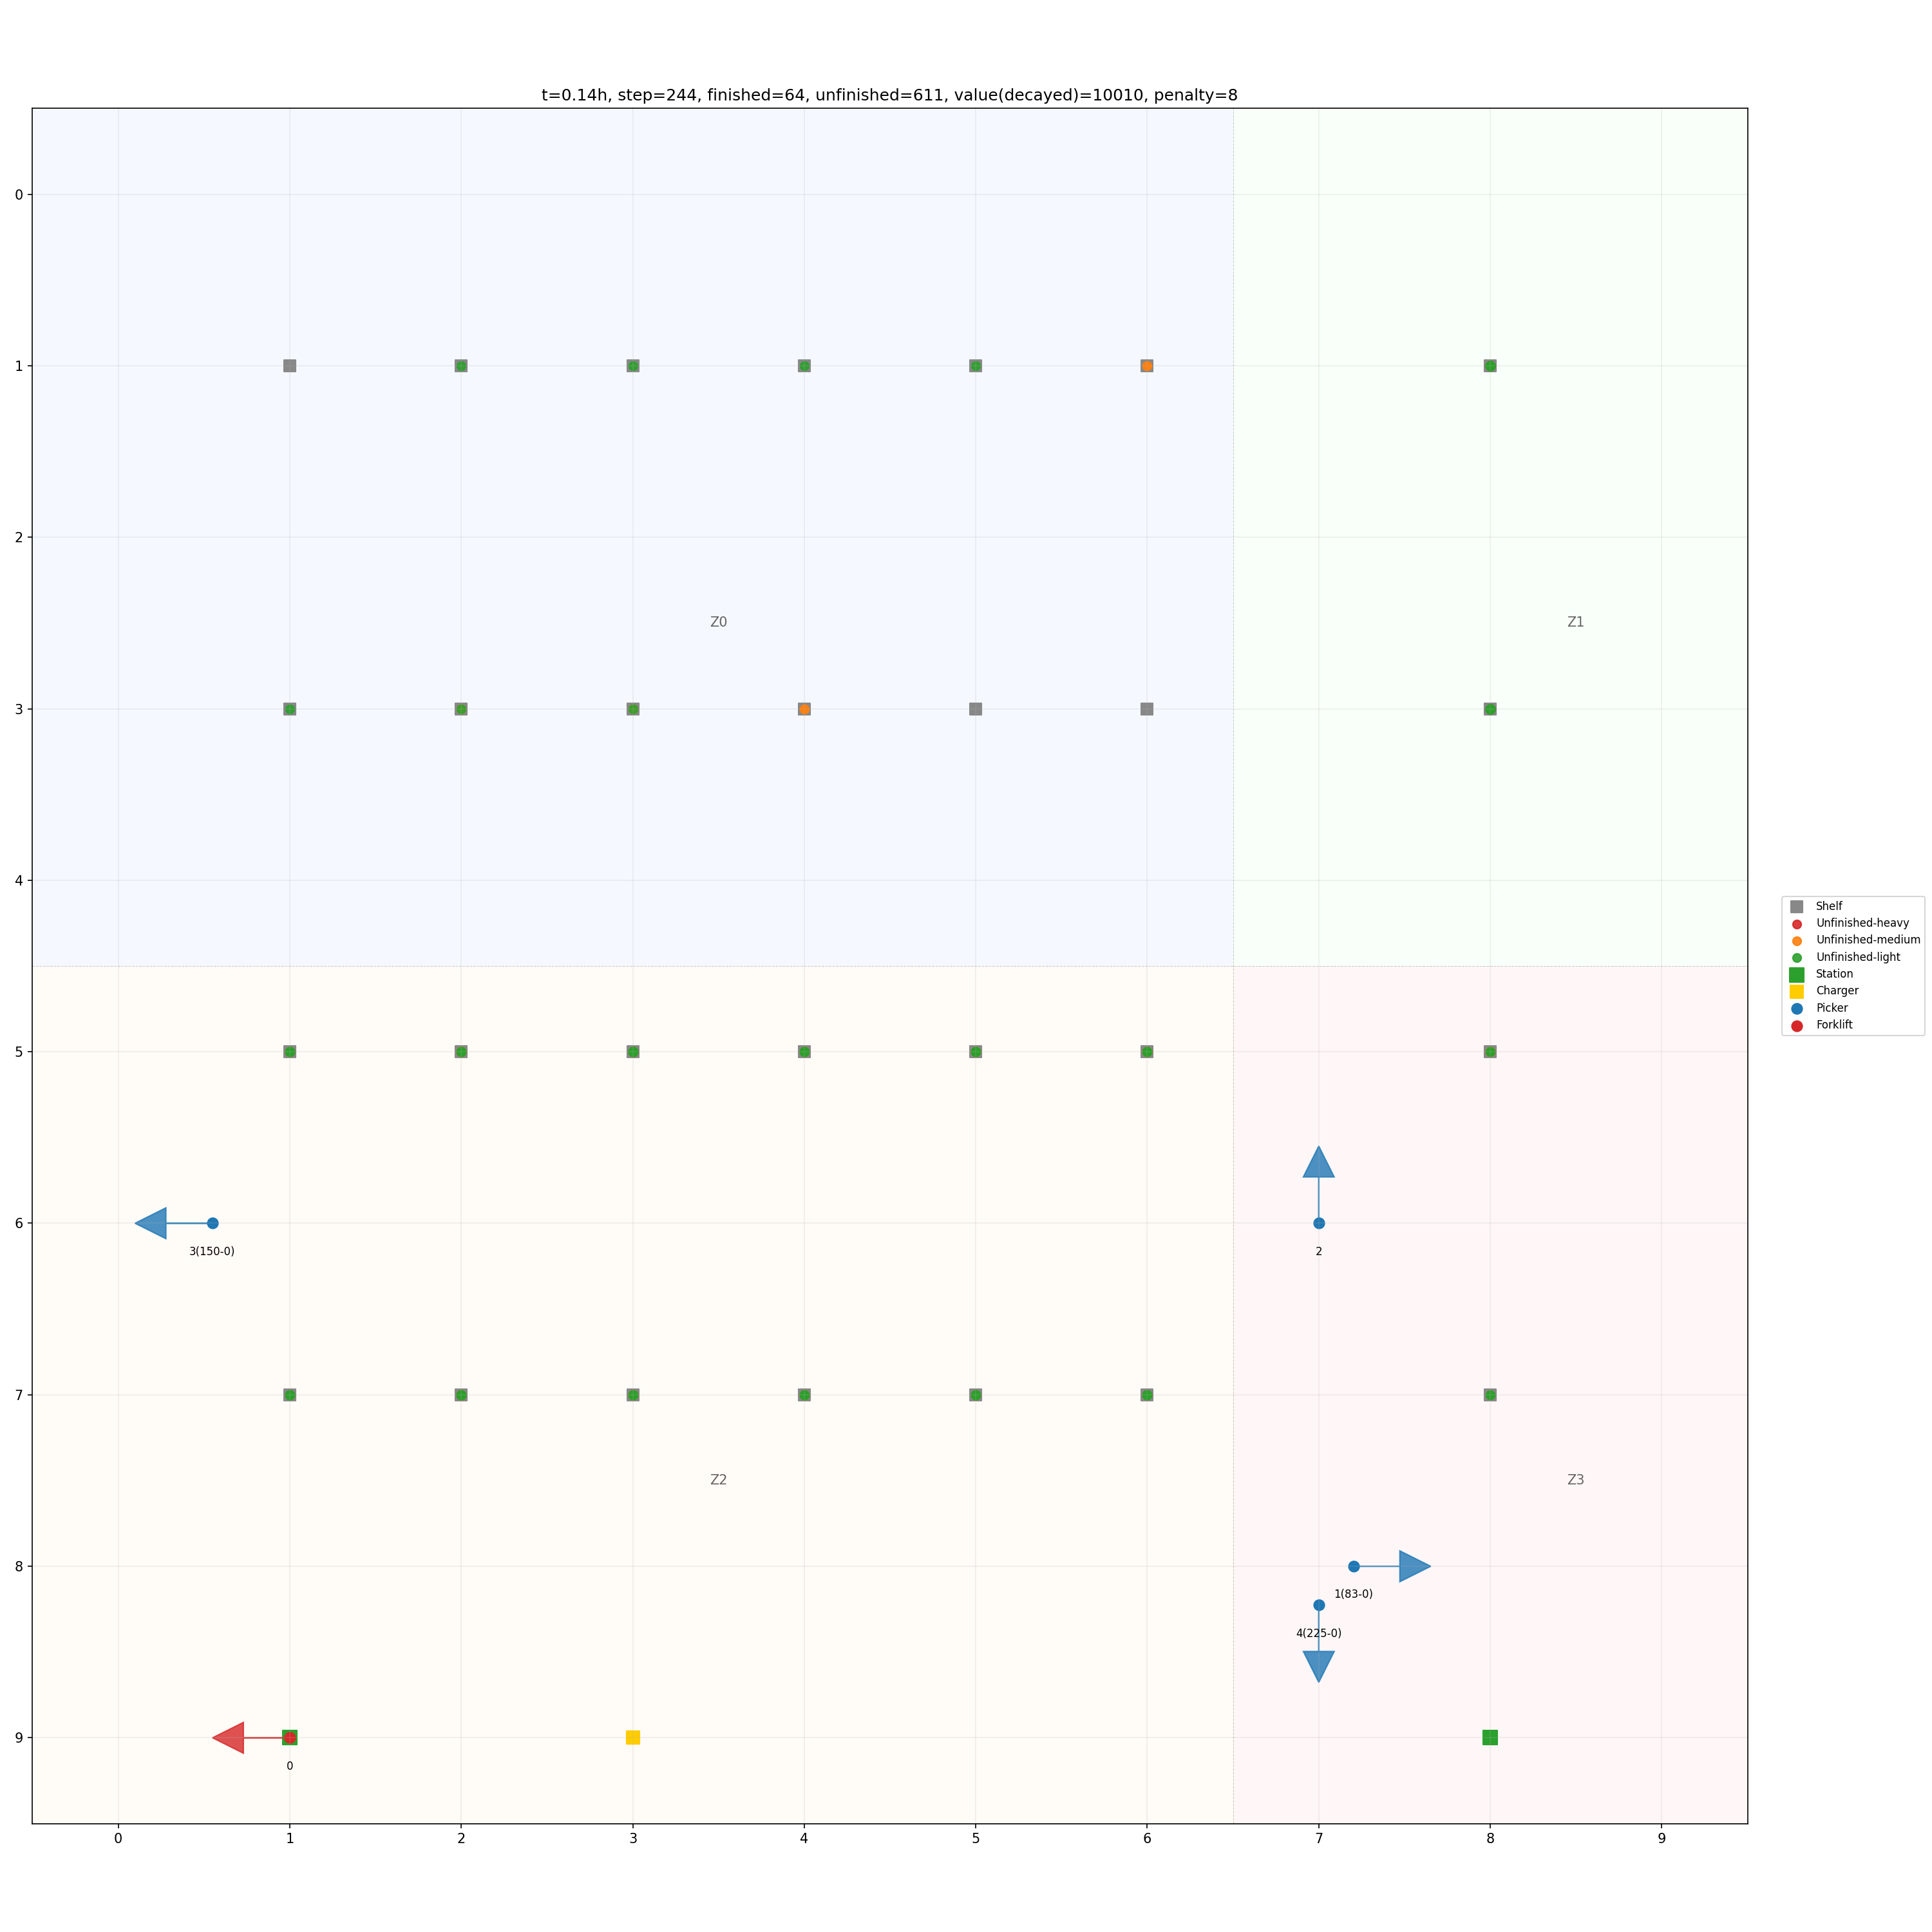 t=0.14h, step=244, finished=64, unfinished=611, value(decayed)=10010, penalty=8
0
1
2
Z0
Z1
3
4
Shelf
Unfinished-heavy
Unfinished-medium
Unfinished-light
Station
Charger
Picker
Forklift
5
6
3(150-0)
2
7
Z2
Z3
8
1(83-0)
4(225-0)
9
0
0 1 2 3 4 5 6 7 8 9